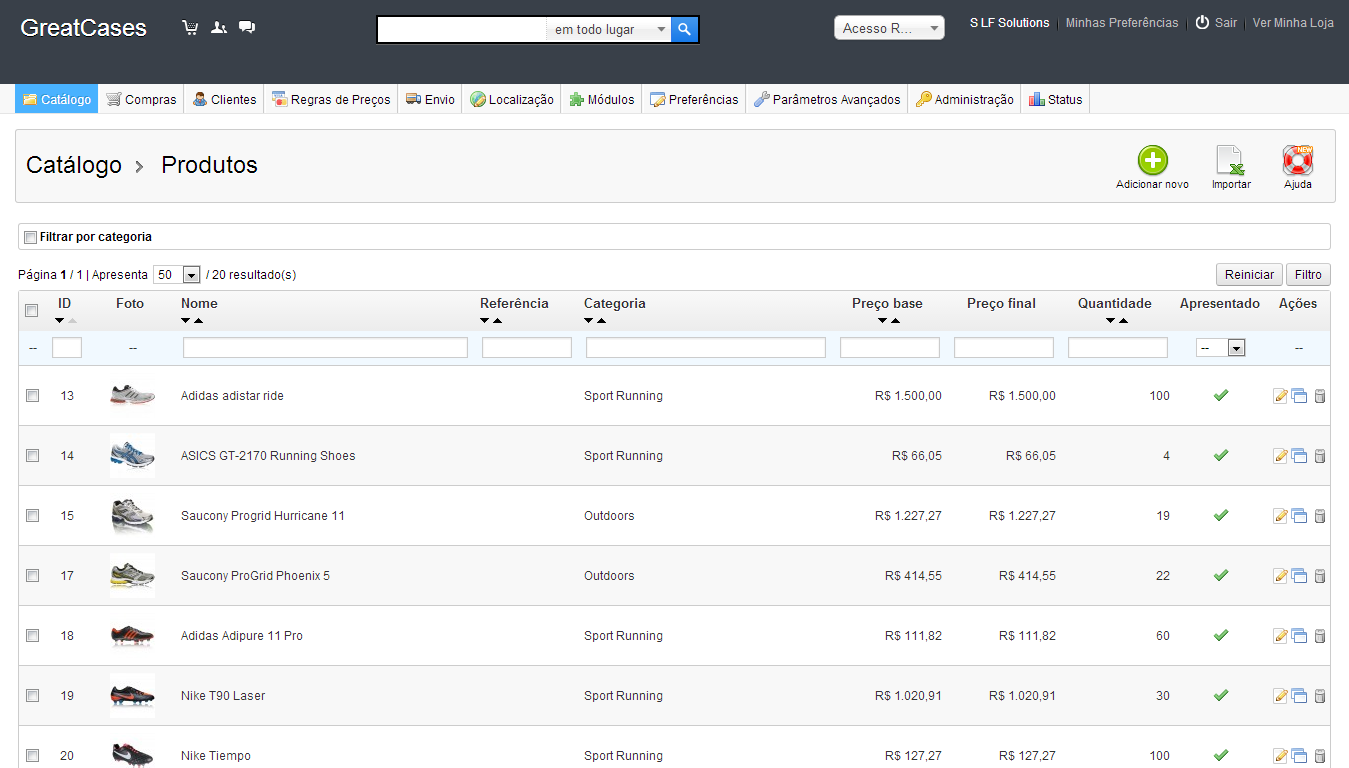 GreatCases
em todo lugar
Acesso R...
S LF Solutions
Minhas Preferências
Sair
Ver Minha Loja
Catálogo Compras Clientes Regras de Preços Envio Localização Módulos Preferências Parâmetros Avançados Administração Status
Catálogo > Produtos
NEW
Adicionar novo Importar Ajuda
Filtrar por categoria
Página 1 / 1 | Apresenta 50 / 20 resultado(s)
Reiniciar Filtro
ID Foto Nome Referência Categoria Preço base Preço final Quantidade Apresentado Ações
-- -- -- --
13 Adidas adistar ride Sport Running R$ 1.500,00 R$ 1.500,00 100
14 ASICS GT-2170 Running Shoes Sport Running R$ 66,05 R$ 66,05 4
15 Saucony Progrid Hurricane 11 Outdoors R$ 1.227,27 R$ 1.227,27 19
17 Saucony ProGrid Phoenix 5 Outdoors R$ 414,55 R$ 414,55 22
18 Adidas Adipure 11 Pro Sport Running R$ 111,82 R$ 111,82 60
19 Nike T90 Laser Sport Running R$ 1.020,91 R$ 1.020,91 30
20 Nike Tiempo Sport Running R$ 127,27 R$ 127,27 100